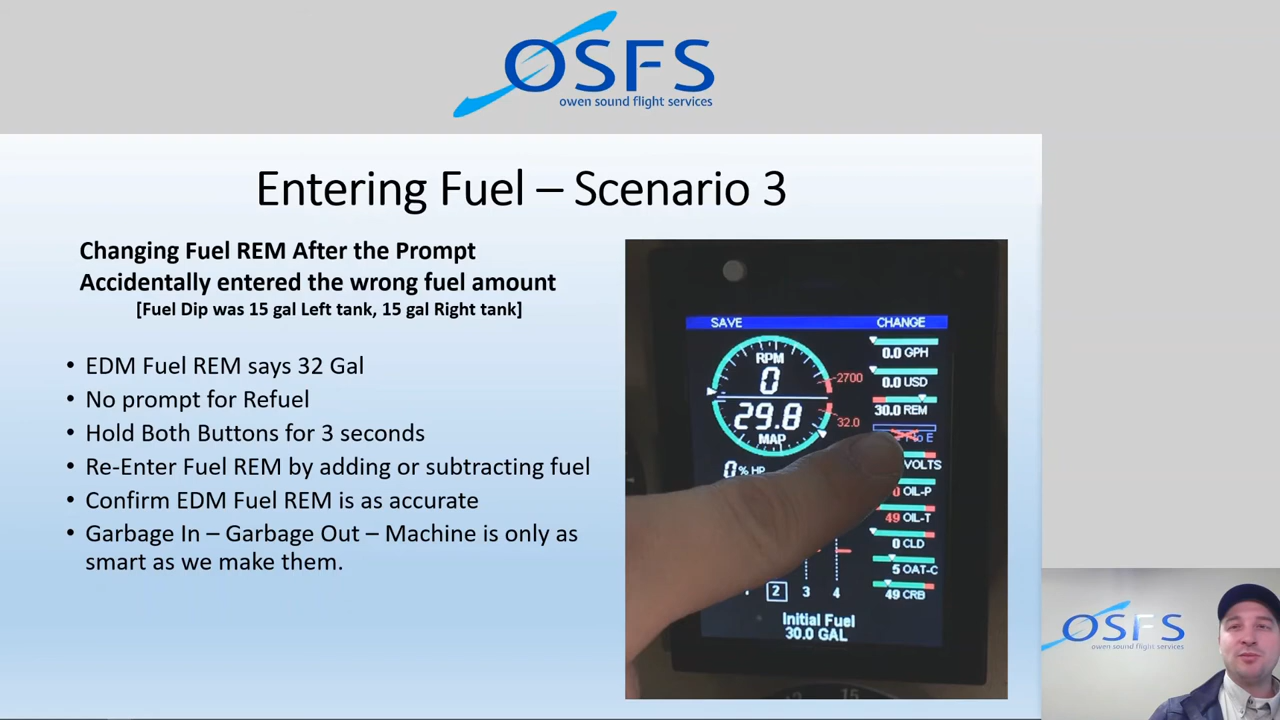 OSFS
owen sound flight services
Entering Fuel – Scenario 3
Changing Fuel REM After the Prompt
Accidentally entered the wrong fuel amount
[Fuel Dip was 15 gal Left tank, 15 gal Right tank]
• EDM Fuel REM says 32 Gal
• No prompt for Refuel
• Hold Both Buttons for 3 seconds
• Re-Enter Fuel REM by adding or subtracting fuel
• Confirm EDM Fuel REM is as accurate
• Garbage In – Garbage Out – Machine is only as
smart as we make them.
SAVE CHANGE
RPM
0
29.8
MAP
2700
32.0
0 % HP
0.0 GPH
0.0 USD
30.0 REM
VOLTS
OIL-P
49 OIL-T
0 CLD
5 OAT-C
49 CRB
2 3 4
Initial Fuel
30.0 GAL
15
OSFS
owen sound flight services